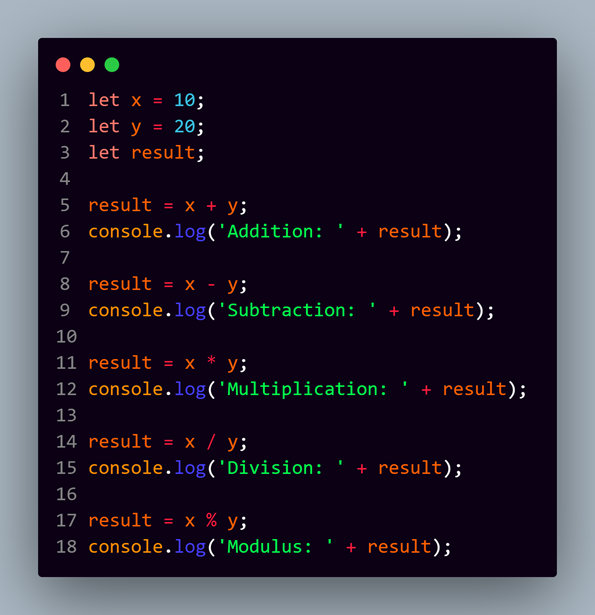 1 let x = 10;
2 let y = 20;
3 let result;
4
5 result = x + y;
6 console.log('Addition: ' + result);
7
8 result = x - y;
9 console.log('Subtraction: ' + result);
10
11 result = x * y;
12 console.log('Multiplication: ' + result);
13
14 result = x / y;
15 console.log('Division: ' + result);
16
17 result = x % y;
18 console.log('Modulus: ' + result);